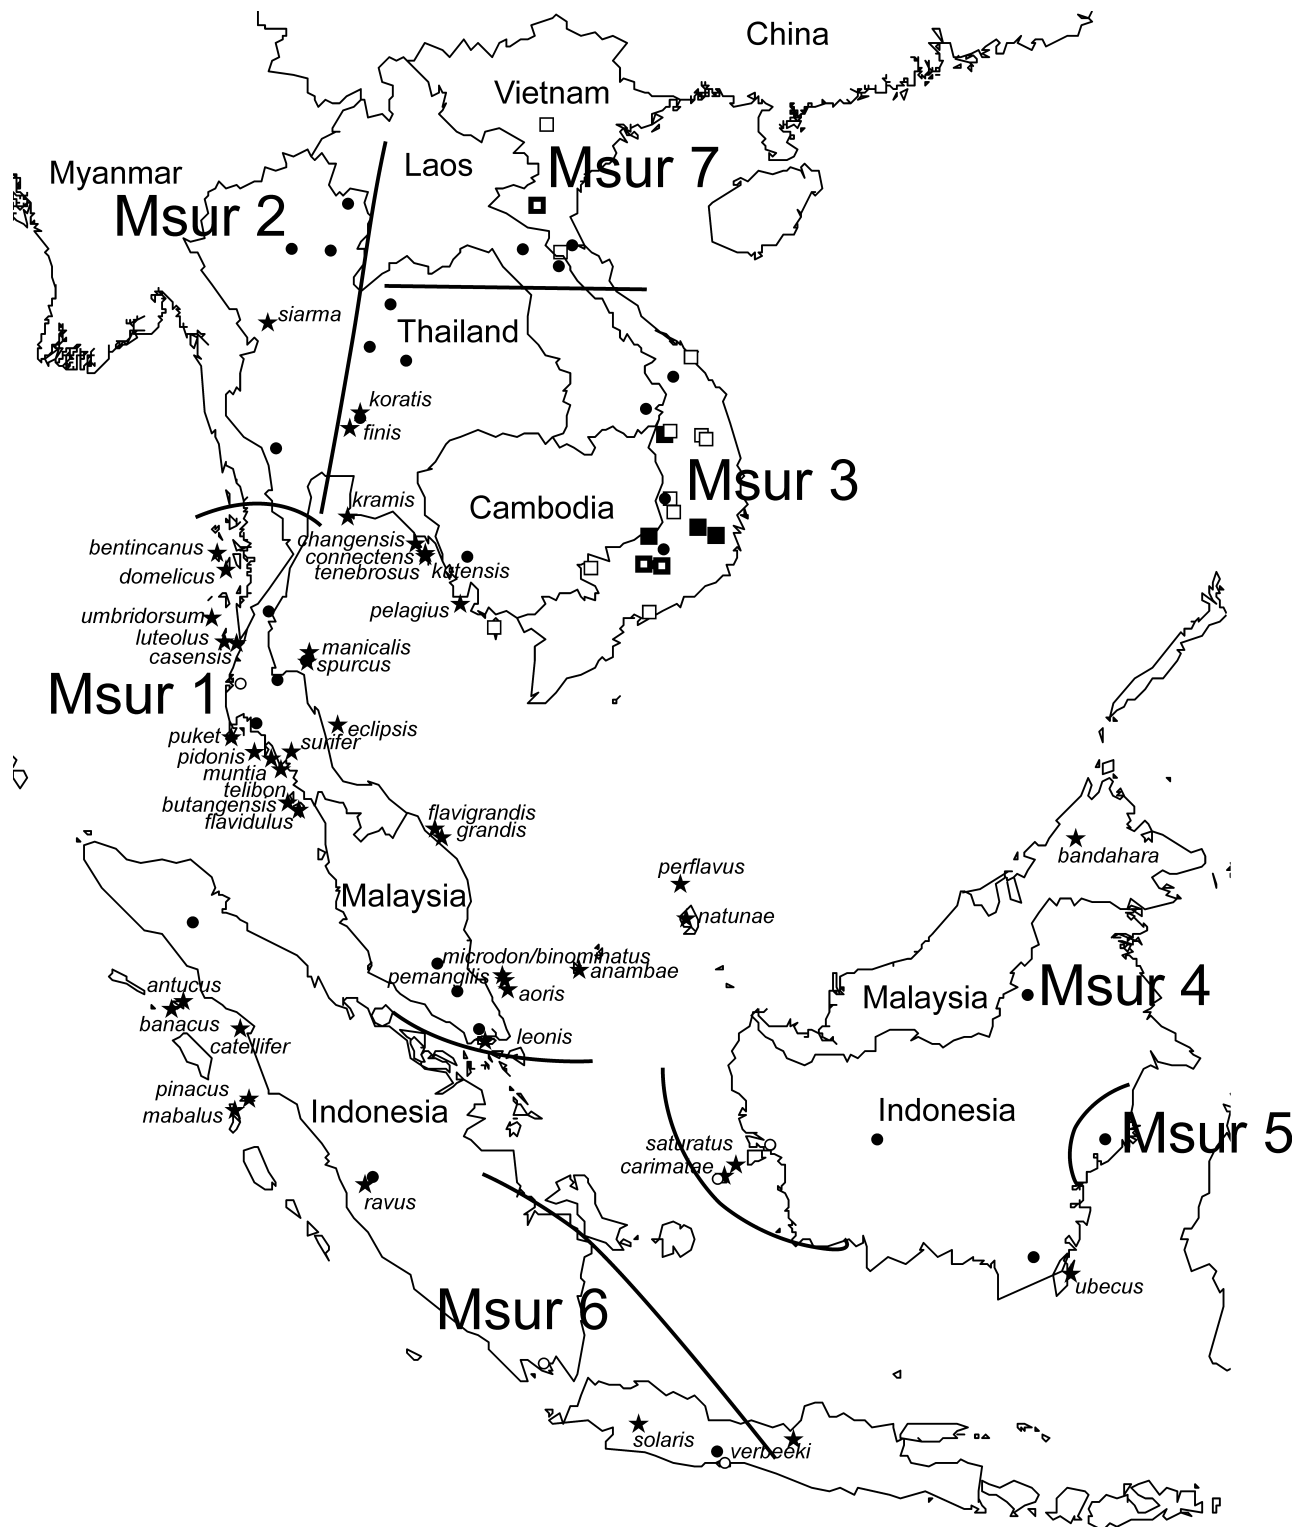 China
Vietnam
Msur 7
Laos
Myanmar
Msur 2
siarma
Thailand
koratis
finis
Msur 3
kramis
Cambodia
changensis
bentincanus
connectens
domelicus
tenebrosus kutensis
umbridorsum
pelagius
luteolus
manicalis
casensis
spurcus
Msur 1
puket
eclipsis
surifer
pidonis
muntia
telibon
butangensis
flavidulus
flavigrandis
grandis
bandahara
perflavus
Malaysia
natunae
microdon/binominatus
pemangilis
anambae
antucus
aoris
Malaysia
Msur 4
banacus
catellifer
leonis
pinacus
mabalus
Indonesia
Indonesia
Msur 5
saturatus
carimatae
ravus
ubecus
Msur 6
solaris
verbeeki